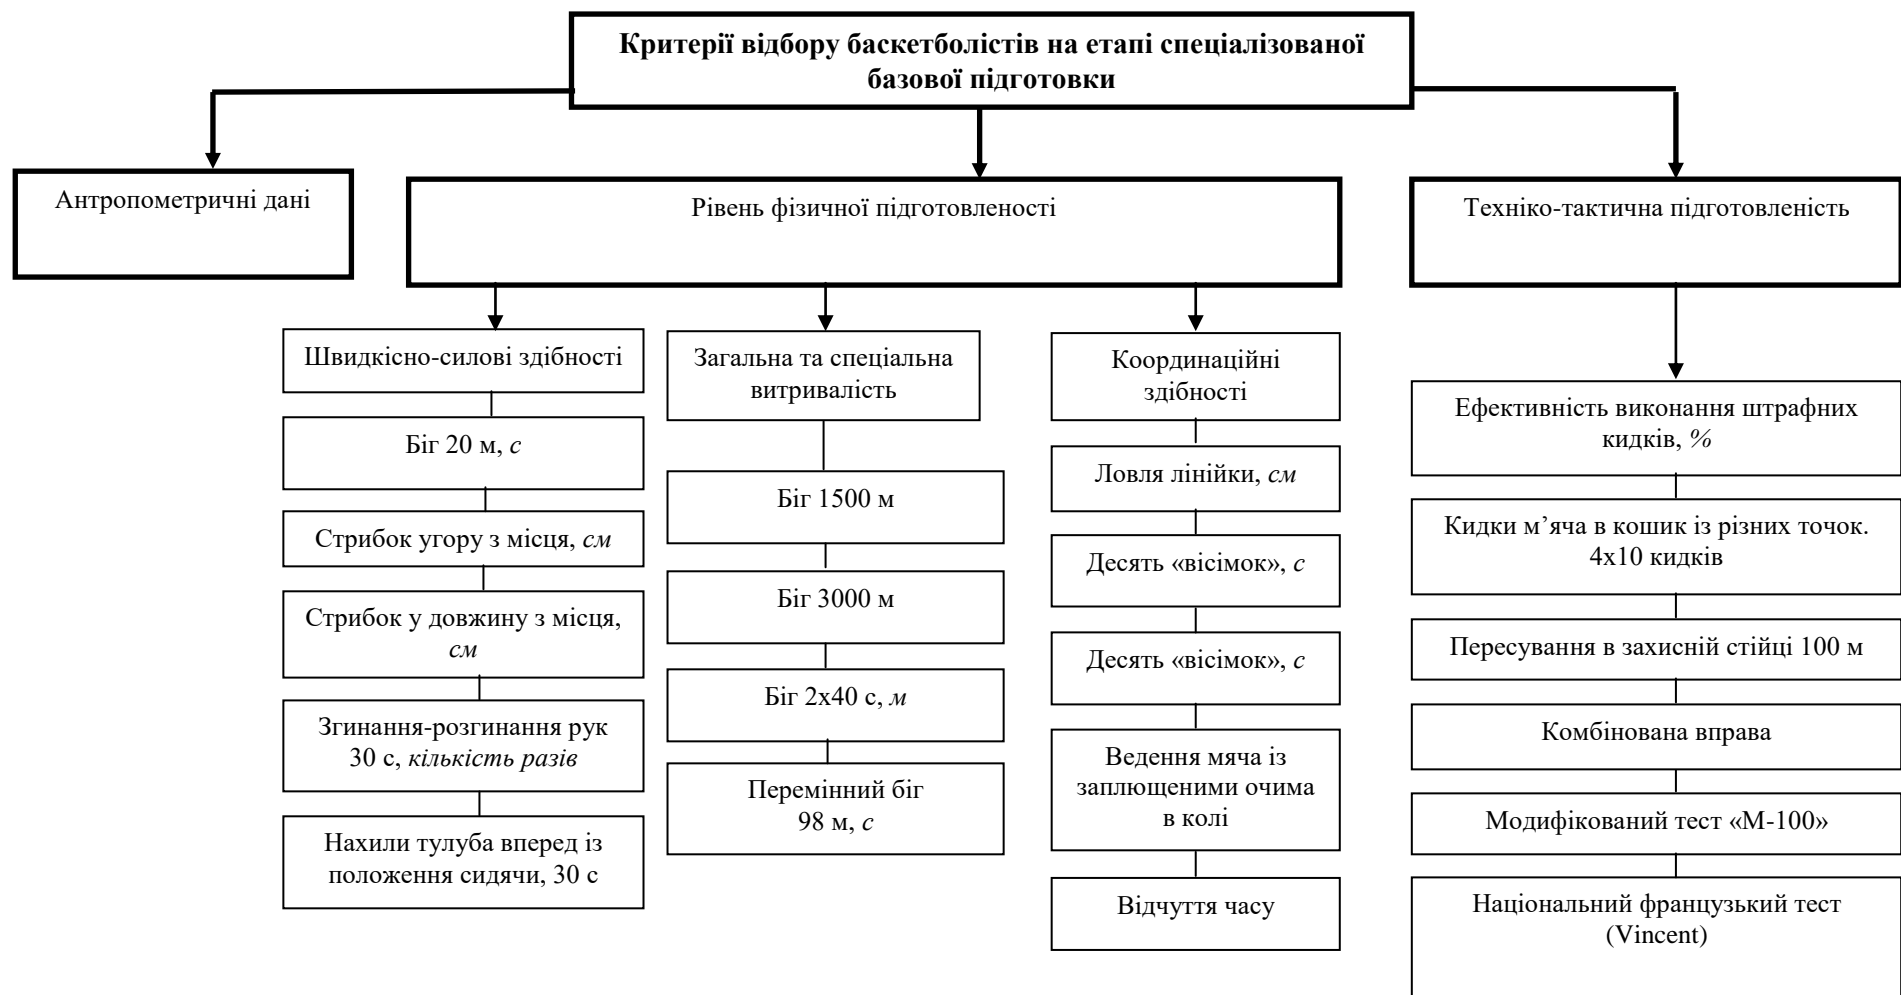 Критерії відбору баскетболістів на етапі спеціалізованої
базової підготовки
Антропометричні дані
Рівень фізичної підготовленості
Техніко-тактична підготовленість
Швидкісно-силові здібності
Біг 20 м, с
Стрибок угору з місця, см
Стрибок у довжину з місця,
см
Згинання-розгинання рук
30 с, кількість разів
Нахили тулуба вперед із
положення сидячи, 30 с
Загальна та спеціальна
витривалість
Біг 1500 м
Біг 3000 м
Біг 2х40 с, м
Перемінний біг
98 м, с
Координаційні
здібності
Ловля лінійки, см
Десять «вісімок», с
Десять «вісімок», с
Ведення мяча із
заплющеними очима
в колі
Відчуття часу
Ефективність виконання штрафних
кидків, %
Кидки м’яча в кошик із різних точок.
4х10 кидків
Пересування в захисній стійці 100 м
Комбінована вправа
Модифікований тест «М-100»
Національний французький тест
(Vincent)